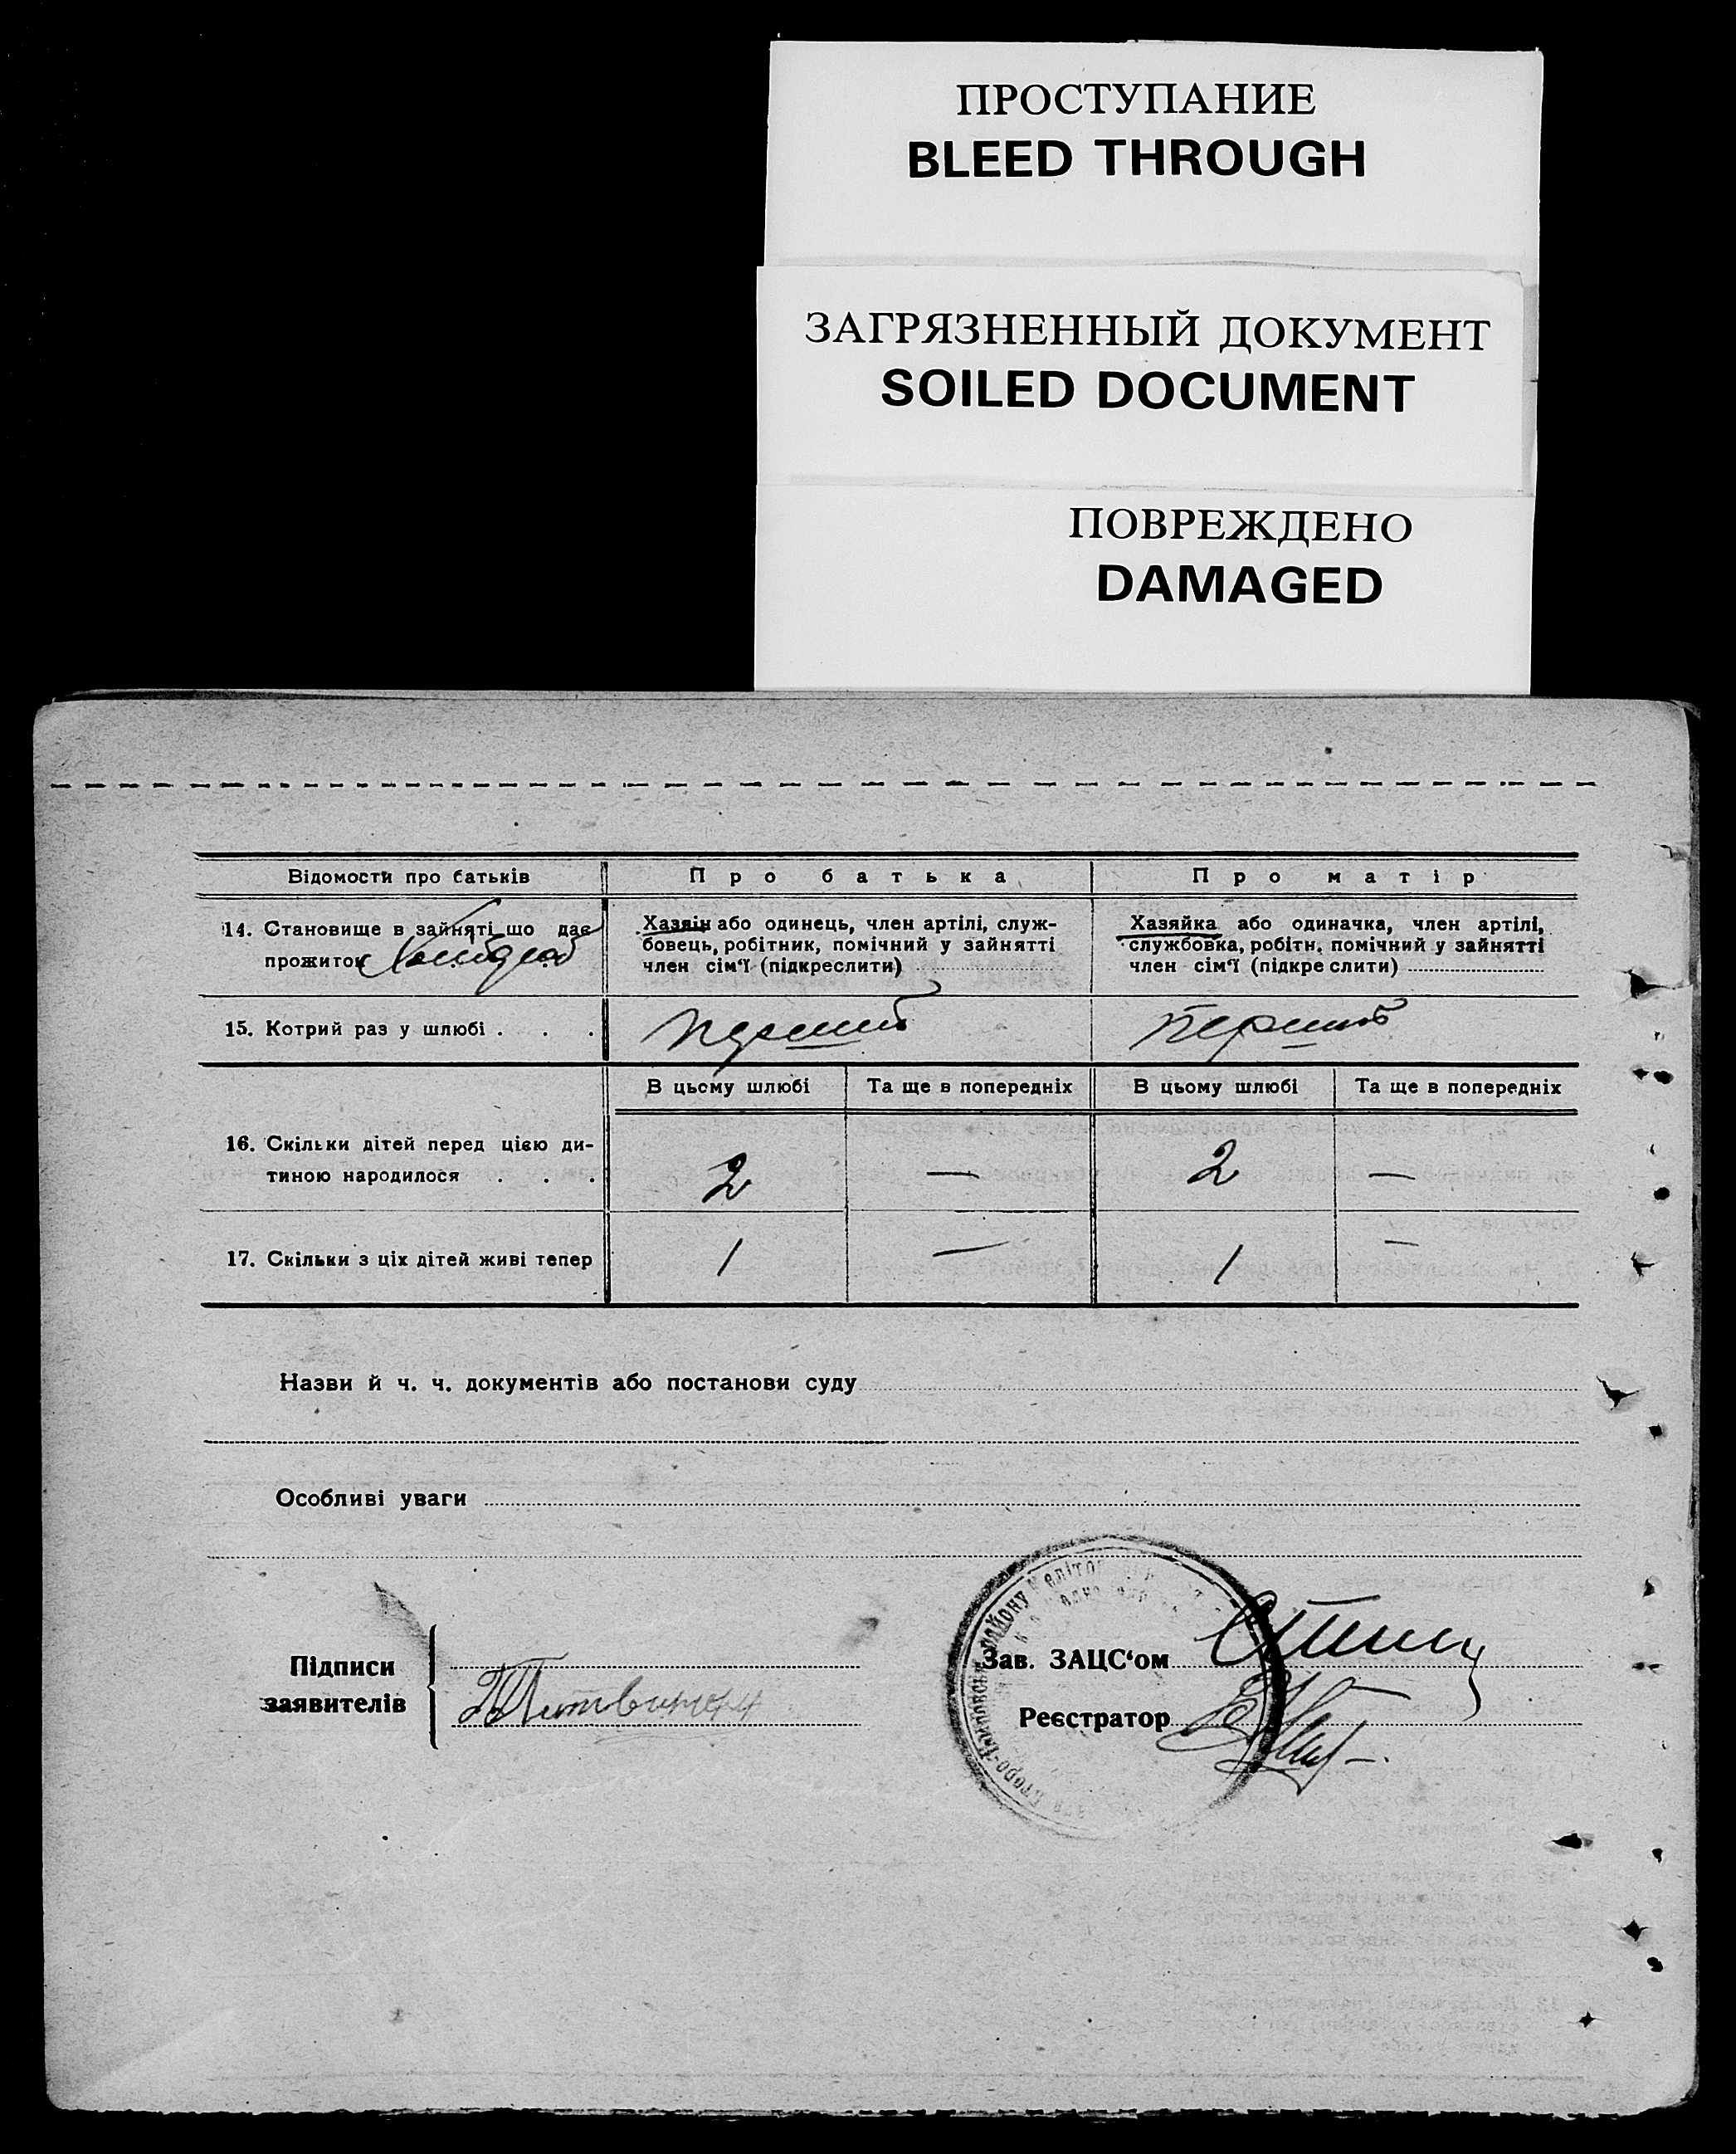 ПРОСТУПАНИЕ
BLEED THROUGH
ЗАГРЯЗНЕННЫЙ ДОКУМЕНТ
SOILED DOCUMENT
ПОВРЕЖДЕНО
DAMAGED
Відомости про батьків
Про батька
Про матір
14. Становище в зайняті що дає
прожиток
Хазяін або одинець, член артілі, служ-
бовець, робітник, помічний у зайнятті
член сім'ї (підкреслити)
Хазяйка або одиначка, член артілі,
службовка, робітн. помічний у зайнятті
член сім'ї (підкреслити)
15. Котрий раз у шлюбі . . .
перший
перший
В цьому шлюбі
Та ще в попередніх
В цьому шлюбі
Та ще в попередніх
16. Скільки дітей перед цією ди-
тиною народилося . . .
2
—
2
—
17. Скільки з ціх дітей живі тепер
1
—
1
—
Назви й ч. ч. документів або постанови суду
Особливі уваги
Підписи
заявителів
Зав. ЗАЦС'ом
Реєстратор
району